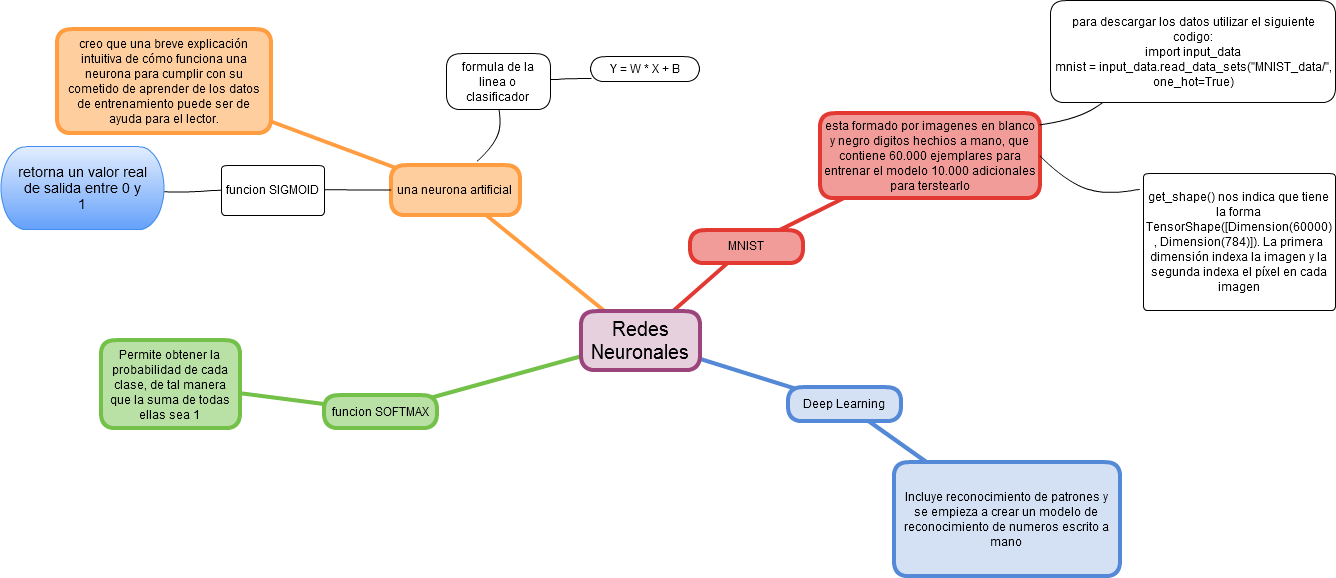 creo que una breve explicación
intuitiva de cómo funciona una
neurona para cumplir con su
cometido de aprender de los datos
de entrenamiento puede ser de
ayuda para el lector.
formula de la
linea o
clasificador
Y = W * X + B
para descargar los datos utilizar el siguiente
codigo:
import input_data
mnist = input_data.read_data_sets("MNIST_data/",
one_hot=True)
esta formado por imagenes en blanco
y negro digitos hechios a mano, que
contiene 60.000 ejemplares para
entrenar el modelo 10.000 adicionales
para terstearlo
retorna un valor real
de salida entre 0 y
1
funcion SIGMOID
una neurona artificial
get_shape() nos indica que tiene
la forma
TensorShape([Dimension(60000)
, Dimension(784)]). La primera
dimensión indexa la imagen y la
segunda indexa el píxel en cada
imagen
MNIST
Redes
Neuronales
Permite obtener la
probabilidad de cada
clase, de tal manera
que la suma de todas
ellas sea 1
funcion SOFTMAX
Deep Learning
Incluye reconocimiento de patrones y
se empieza a crear un modelo de
reconocimiento de numeros escrito a
mano